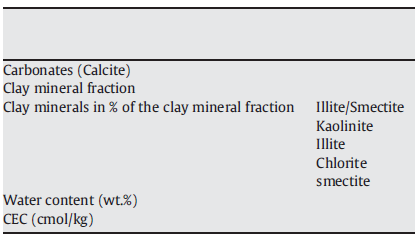 Carbonates (Calcite)
Clay mineral fraction
Clay minerals in % of the clay mineral fraction Illite/Smectite
Kaolinite
Illite
Chlorite
smectite
Water content (wt.%)
CEC (cmol/kg)